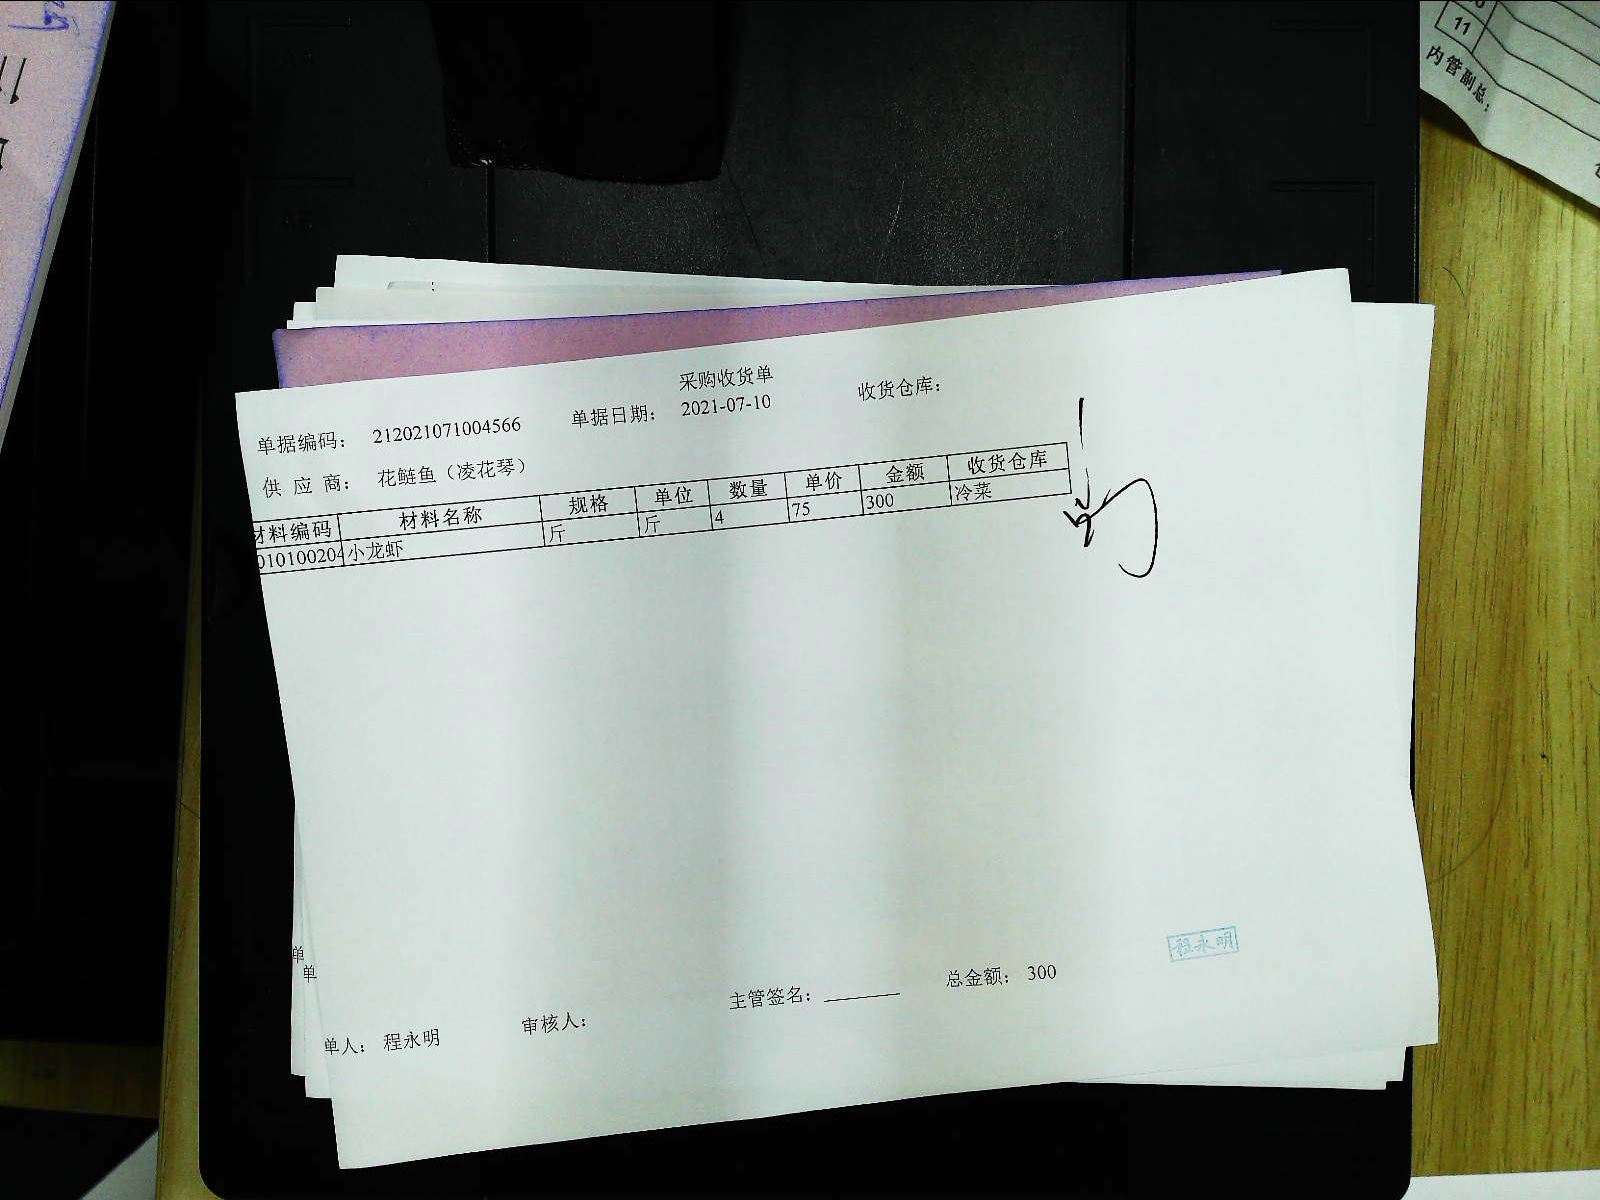 采购收货单
单据编码: 212021071004566 单据日期: 2021-07-10 收货仓库:
供 应 商: 花鲢鱼（凌花琴）
材料编码 材料名称 规格 单位 数量 单价 金额 收货仓库
010100204 小龙虾 斤 斤 4 75 300 冷菜
程永明
主管签名: 总金额: 300
单人: 程永明 审核人:
单
单
11
内管副总: